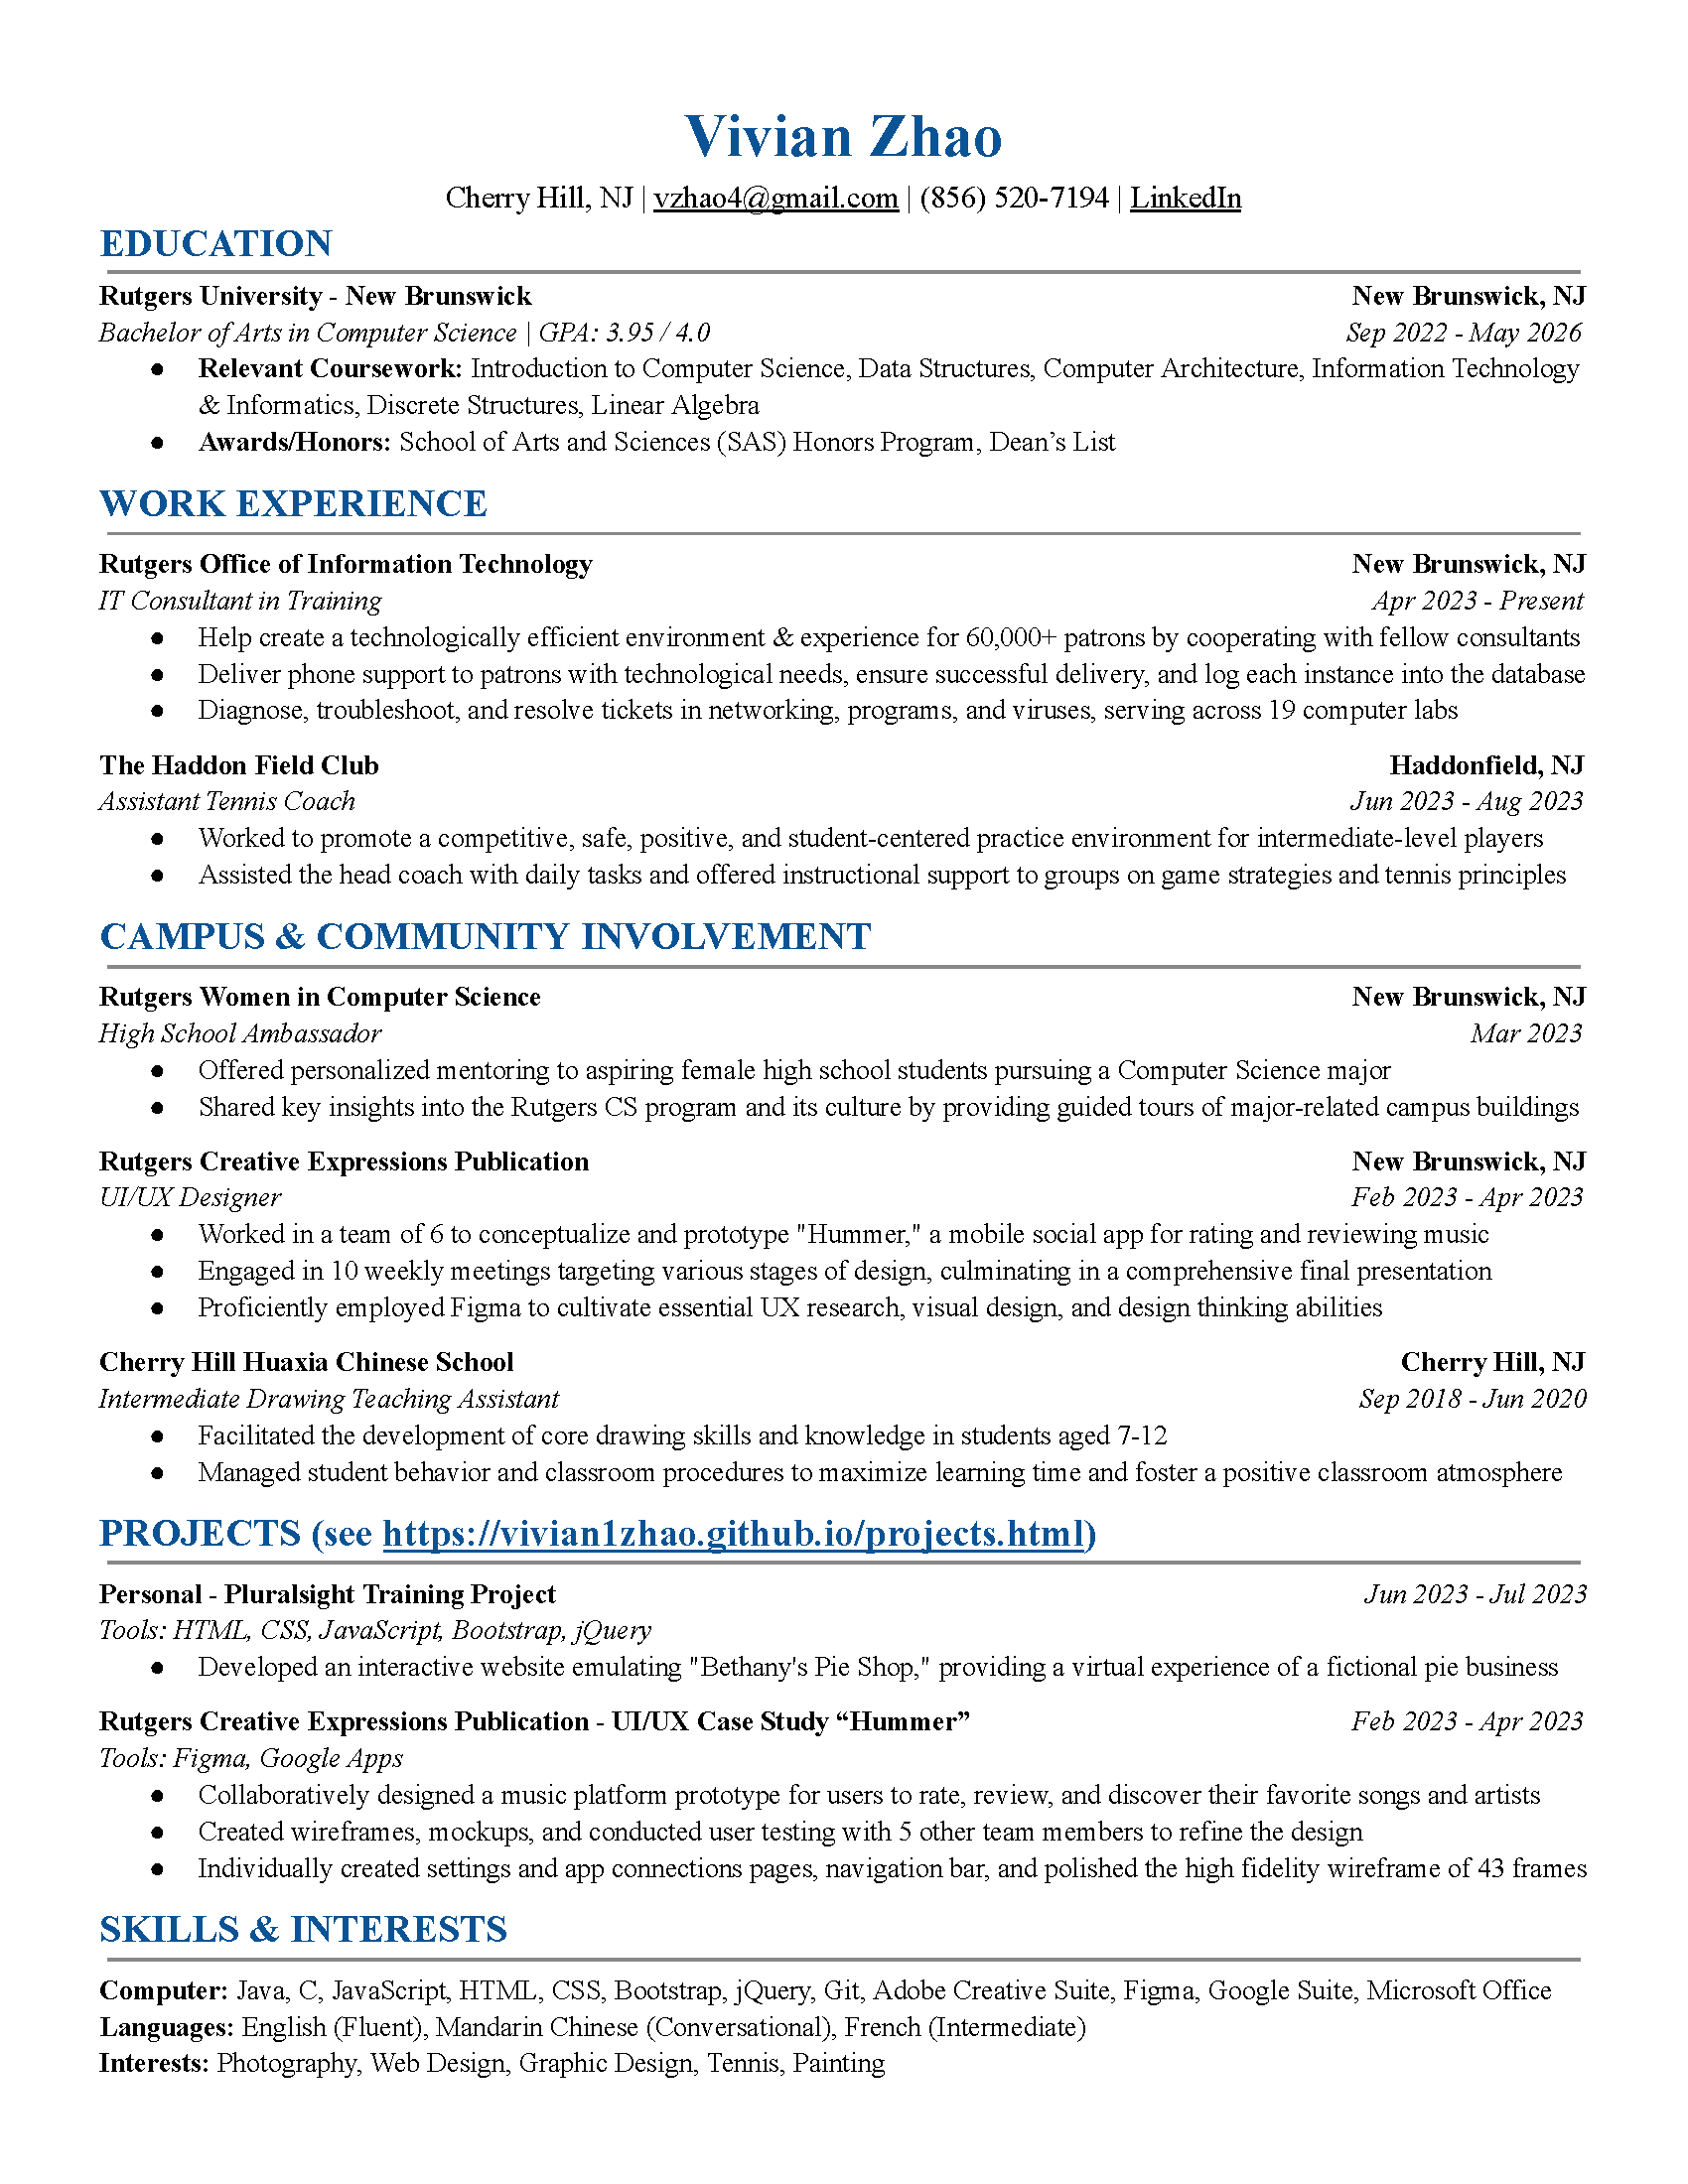 Vivian Zhao
Cherry Hill, NJ | vzhao4@gmail.com | (856) 520-7194 | LinkedIn
EDUCATION
Rutgers University - New Brunswick New Brunswick, NJ
Bachelor of Arts in Computer Science | GPA: 3.95 / 4.0 Sep 2022 - May 2026
● Relevant Coursework: Introduction to Computer Science, Data Structures, Computer Architecture, Information Technology
& Informatics, Discrete Structures, Linear Algebra
● Awards/Honors: School of Arts and Sciences (SAS) Honors Program, Dean’s List
WORK EXPERIENCE
Rutgers Office of Information Technology New Brunswick, NJ
IT Consultant in Training Apr 2023 - Present
● Help create a technologically efficient environment & experience for 60,000+ patrons by cooperating with fellow consultants
● Deliver phone support to patrons with technological needs, ensure successful delivery, and log each instance into the database
● Diagnose, troubleshoot, and resolve tickets in networking, programs, and viruses, serving across 19 computer labs
The Haddon Field Club Haddonfield, NJ
Assistant Tennis Coach Jun 2023 - Aug 2023
● Worked to promote a competitive, safe, positive, and student-centered practice environment for intermediate-level players
● Assisted the head coach with daily tasks and offered instructional support to groups on game strategies and tennis principles
CAMPUS & COMMUNITY INVOLVEMENT
Rutgers Women in Computer Science New Brunswick, NJ
High School Ambassador Mar 2023
● Offered personalized mentoring to aspiring female high school students pursuing a Computer Science major
● Shared key insights into the Rutgers CS program and its culture by providing guided tours of major-related campus buildings
Rutgers Creative Expressions Publication New Brunswick, NJ
UI/UX Designer Feb 2023 - Apr 2023
● Worked in a team of 6 to conceptualize and prototype "Hummer," a mobile social app for rating and reviewing music
● Engaged in 10 weekly meetings targeting various stages of design, culminating in a comprehensive final presentation
● Proficiently employed Figma to cultivate essential UX research, visual design, and design thinking abilities
Cherry Hill Huaxia Chinese School Cherry Hill, NJ
Intermediate Drawing Teaching Assistant Sep 2018 - Jun 2020
● Facilitated the development of core drawing skills and knowledge in students aged 7-12
● Managed student behavior and classroom procedures to maximize learning time and foster a positive classroom atmosphere
PROJECTS (see https://vivian1zhao.github.io/projects.html)
Personal - Pluralsight Training Project Jun 2023 - Jul 2023
Tools: HTML, CSS, JavaScript, Bootstrap, jQuery
● Developed an interactive website emulating "Bethany's Pie Shop," providing a virtual experience of a fictional pie business
Rutgers Creative Expressions Publication - UI/UX Case Study “Hummer” Feb 2023 - Apr 2023
Tools: Figma, Google Apps
● Collaboratively designed a music platform prototype for users to rate, review, and discover their favorite songs and artists
● Created wireframes, mockups, and conducted user testing with 5 other team members to refine the design
● Individually created settings and app connections pages, navigation bar, and polished the high fidelity wireframe of 43 frames
SKILLS & INTERESTS
Computer: Java, C, JavaScript, HTML, CSS, Bootstrap, jQuery, Git, Adobe Creative Suite, Figma, Google Suite, Microsoft Office
Languages: English (Fluent), Mandarin Chinese (Conversational), French (Intermediate)
Interests: Photography, Web Design, Graphic Design, Tennis, Painting